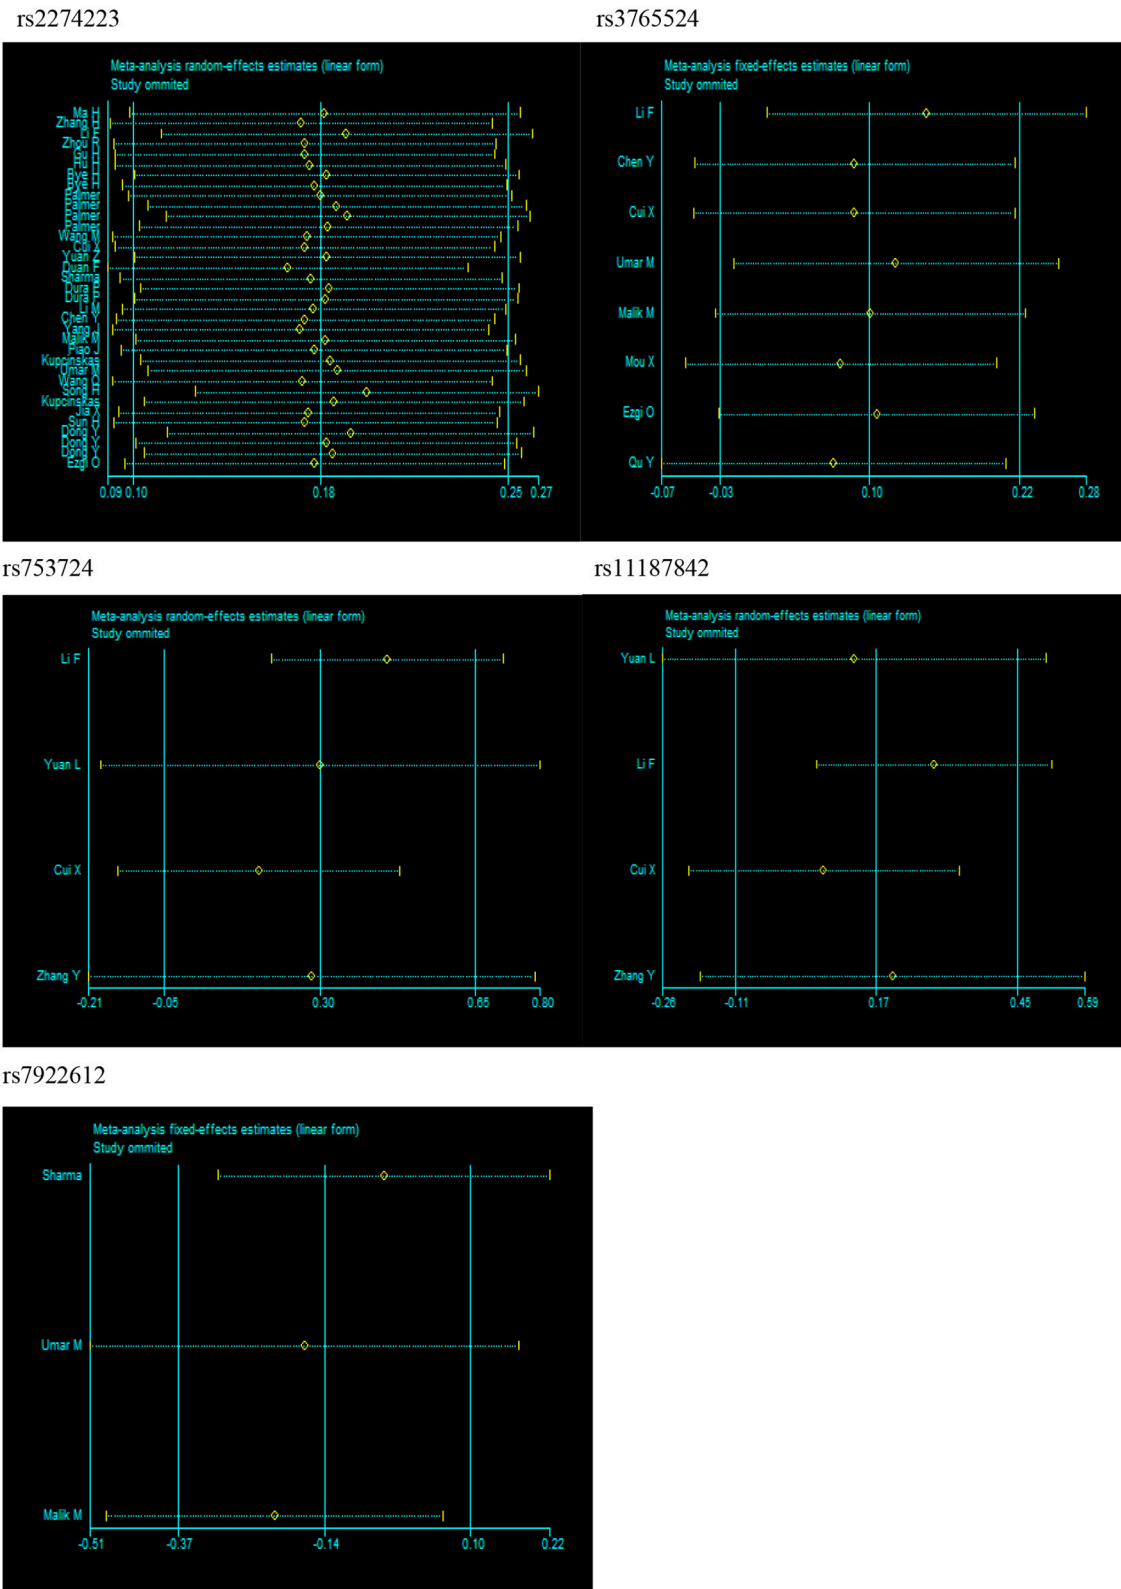 rs2274223
Meta-analysis random-effects estimates (linear form)
Study ommited
Ma H
Zhang H
Li F
Zhou R
Gu H
Hu H
Bye H
Bye H
Palmer
Palmer
Palmer
Palmer
Wang M
Cui X
Yuan Z
Duan F
Sharma
Dura P
Dura P
Li M
Chen Y
Yang J
Malik M
Piao J
Kupcinskas
Umar M
Wang Q
Song H
Kupcinskas
Jia X
Sun H
Dong Y
Dong Y
Dong Y
Ezgi O
0.09 0.10 0.18 0.25 0.27
rs3765524
Meta-analysis fixed-effects estimates (linear form)
Study ommited
Li F
Chen Y
Cui X
Umar M
Malik M
Mou X
Ezgi O
Qu Y
-0.07 -0.03 0.10 0.22 0.28
rs753724
Meta-analysis random-effects estimates (linear form)
Study ommited
Li F
Yuan L
Cui X
Zhang Y
-0.21 -0.05 0.30 0.65 0.80
rs11187842
Meta-analysis random-effects estimates (linear form)
Study ommited
Yuan L
Li F
Cui X
Zhang Y
-0.26 -0.11 0.17 0.45 0.59
rs7922612
Meta-analysis fixed-effects estimates (linear form)
Study ommited
Sharma
Umar M
Malik M
-0.51 -0.37 -0.14 0.10 0.22